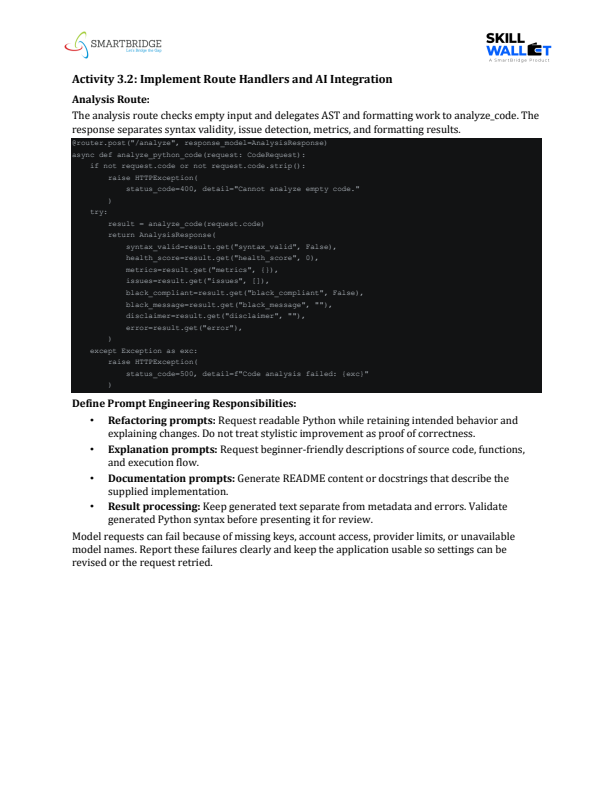 SMARTBRIDGE
Let's Bridge the Gap
SKILL
WALLET
A SmartBridge Product
Activity 3.2: Implement Route Handlers and AI Integration
Analysis Route:
The analysis route checks empty input and delegates AST and formatting work to analyze_code. The
response separates syntax validity, issue detection, metrics, and formatting results.
@router.post("/analyze", response_model=AnalysisResponse)
async def analyze_python_code(request: CodeRequest):
    if not request.code or not request.code.strip():
        raise HTTPException(
            status_code=400, detail="Cannot analyze empty code."
        )
    try:
        result = analyze_code(request.code)
        return AnalysisResponse(
            syntax_valid=result.get("syntax_valid", False),
            health_score=result.get("health_score", 0),
            metrics=result.get("metrics", {}),
            issues=result.get("issues", []),
            black_compliant=result.get("black_compliant", False),
            black_message=result.get("black_message", ""),
            disclaimer=result.get("disclaimer", ""),
            error=result.get("error"),
        )
    except Exception as exc:
        raise HTTPException(
            status_code=500, detail=f"Code analysis failed: {exc}"
        )
Define Prompt Engineering Responsibilities:
• Refactoring prompts: Request readable Python while retaining intended behavior and
explaining changes. Do not treat stylistic improvement as proof of correctness.
• Explanation prompts: Request beginner-friendly descriptions of source code, functions,
and execution flow.
• Documentation prompts: Generate README content or docstrings that describe the
supplied implementation.
• Result processing: Keep generated text separate from metadata and errors. Validate
generated Python syntax before presenting it for review.
Model requests can fail because of missing keys, account access, provider limits, or unavailable
model names. Report these failures clearly and keep the application usable so settings can be
revised or the request retried.